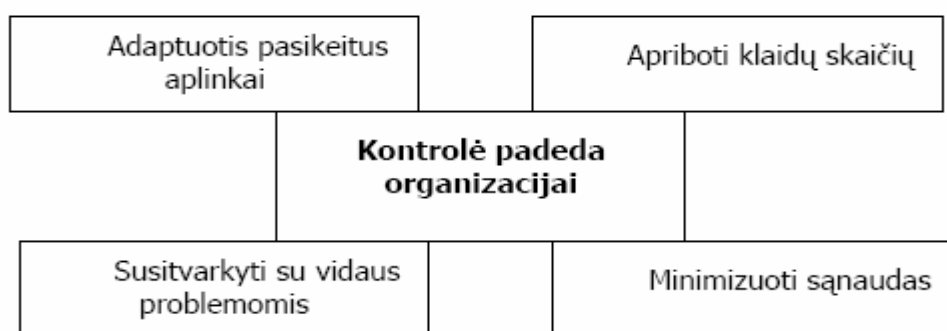 Adaptuotis pasikeitus
aplinkai
Apriboti klaidų skaičių
Kontrolė padeda
organizacijai
Susitvarkyti su vidaus
problemomis
Minimizuoti sąnaudas